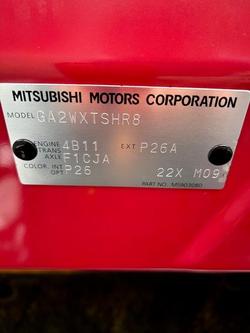 MITSUBISHI MOTORS CORPORATION
MODEL GA2WXTSHR8
ENGINE 4B11 EXT P26A
TRANS AXLE F1CJA
COLOR, INT OPT P26 22X M09
PART NO. M5903080